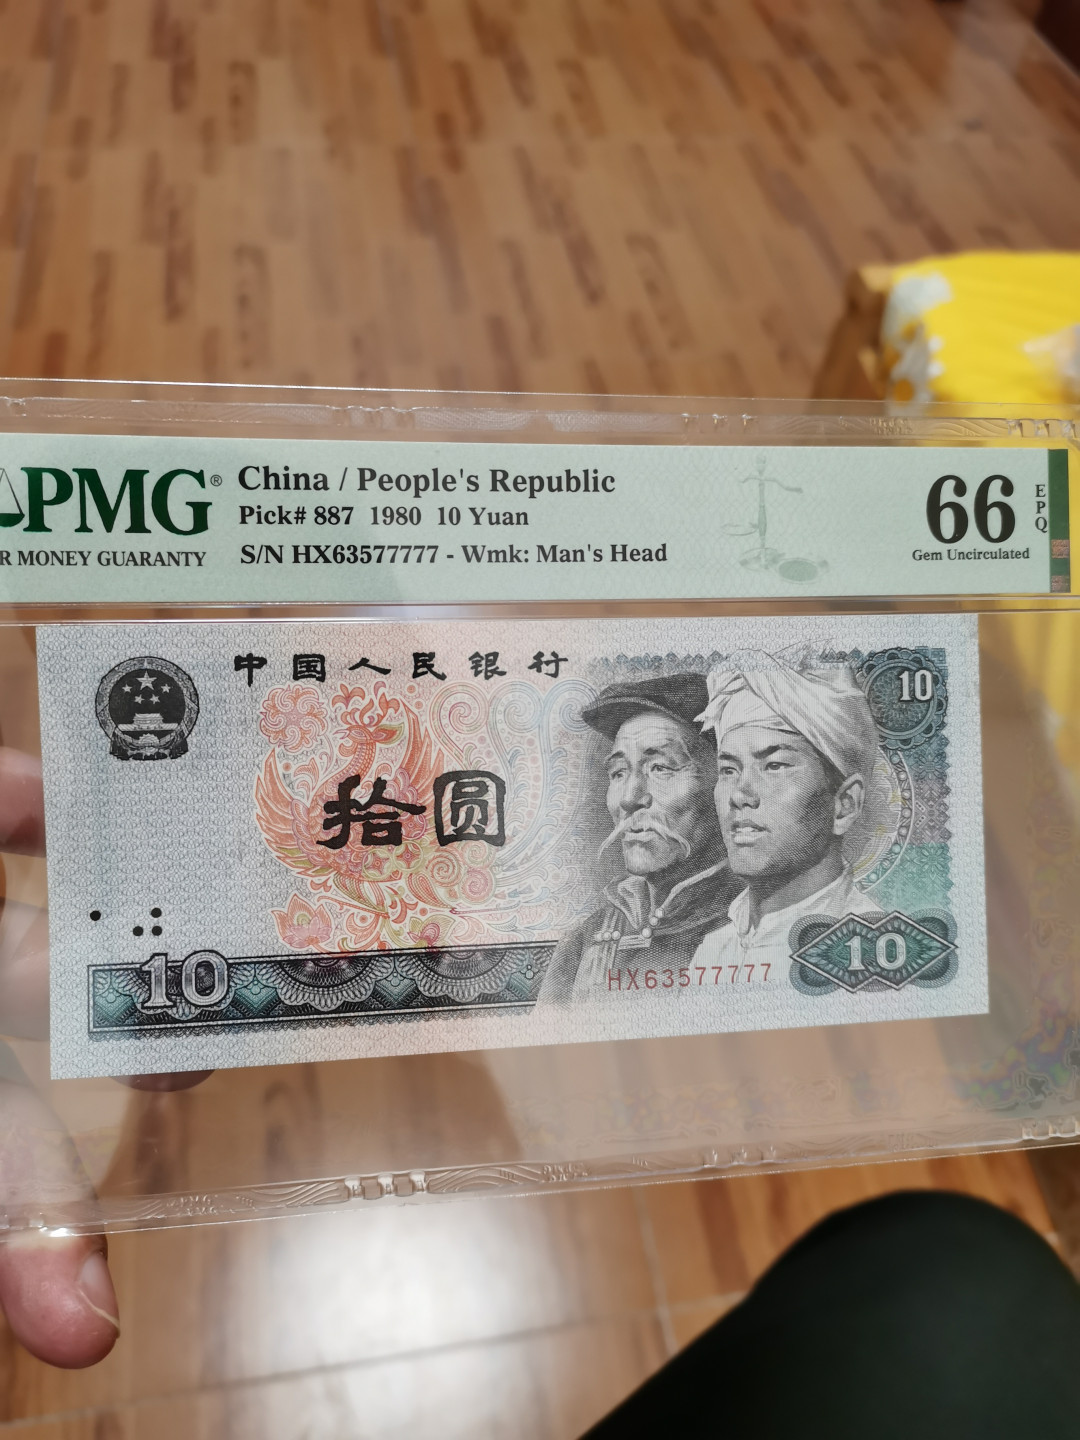 PMG®
R MONEY GUARANTY
China / People's Republic
Pick# 887 1980 10 Yuan
S/N HX63577777 - Wmk: Man's Head
66
EPQ
Gem Uncirculated
中国人民银行
10
拾圆
10
HX63577777
10